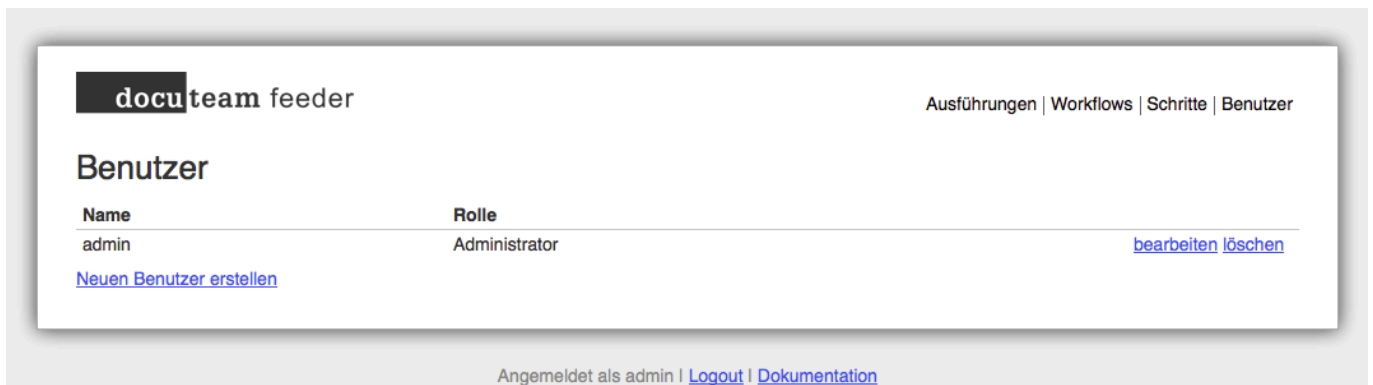 docuteam feeder
Ausführungen | Workflows | Schritte | Benutzer
Benutzer
Name Rolle
admin Administrator bearbeiten löschen
Neuen Benutzer erstellen
Angemeldet als admin | Logout | Dokumentation